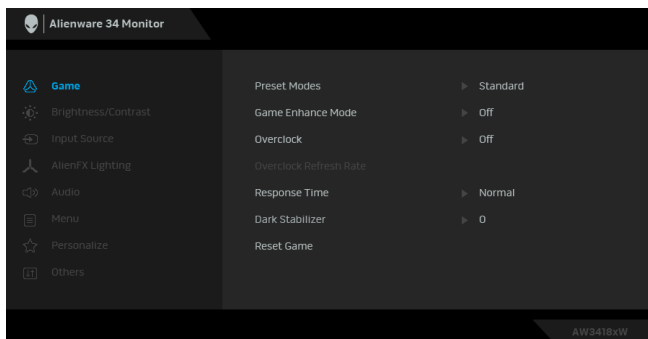 Alienware 34 Monitor
Game
Brightness/Contrast
Input Source
AlienFX Lighting
Audio
Menu
Personalize
Others
Preset Modes Standard
Game Enhance Mode Off
Overclock Off
Overclock Refresh Rate
Response Time Normal
Dark Stabilizer 0
Reset Game
AW3418xW